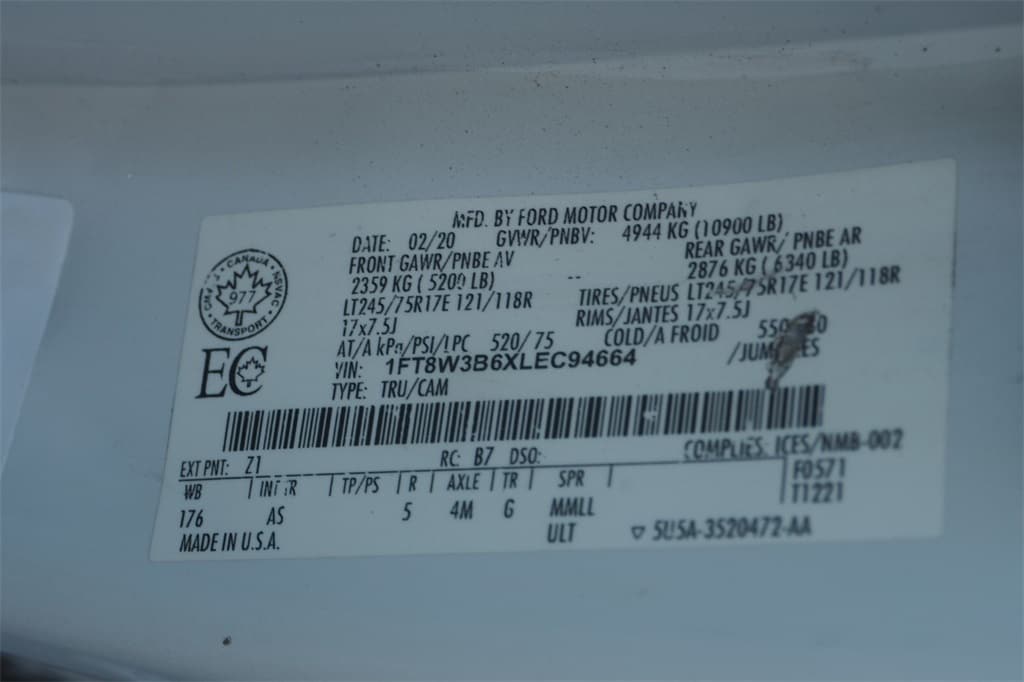 MFD. BY FORD MOTOR COMPANY
DATE: 02/20 GVWR/PNBV: 4944 KG (10900 LB)
FRONT GAWR/PNBE AV REAR GAWR/ PNBE AR
2359 KG ( 5200 LB) -- 2876 KG ( 6340 LB)
LT245/75R17E 121/118R TIRES/PNEUS LT245/75R17E 121/118R
17x7.5J RIMS/JANTES 17x7.5J
AT/A kPa/PSI/LPC 520/ 75 COLD/A FROID
VIN: 1FT8W3B6XLEC94664
TYPE: TRU/CAM
CANADA NSVAC
TRANSPORT
977
EC
COMPLIES: ICES/NMB-002
EXT PNT: Z1 RC: B7 DSO: F0571
WB INT TR TP/PS R AXLE TR SPR T1221
176 AS 5 4M G MMLL
MADE IN U.S.A. ULT ▽ 5U5A-3520472-AA